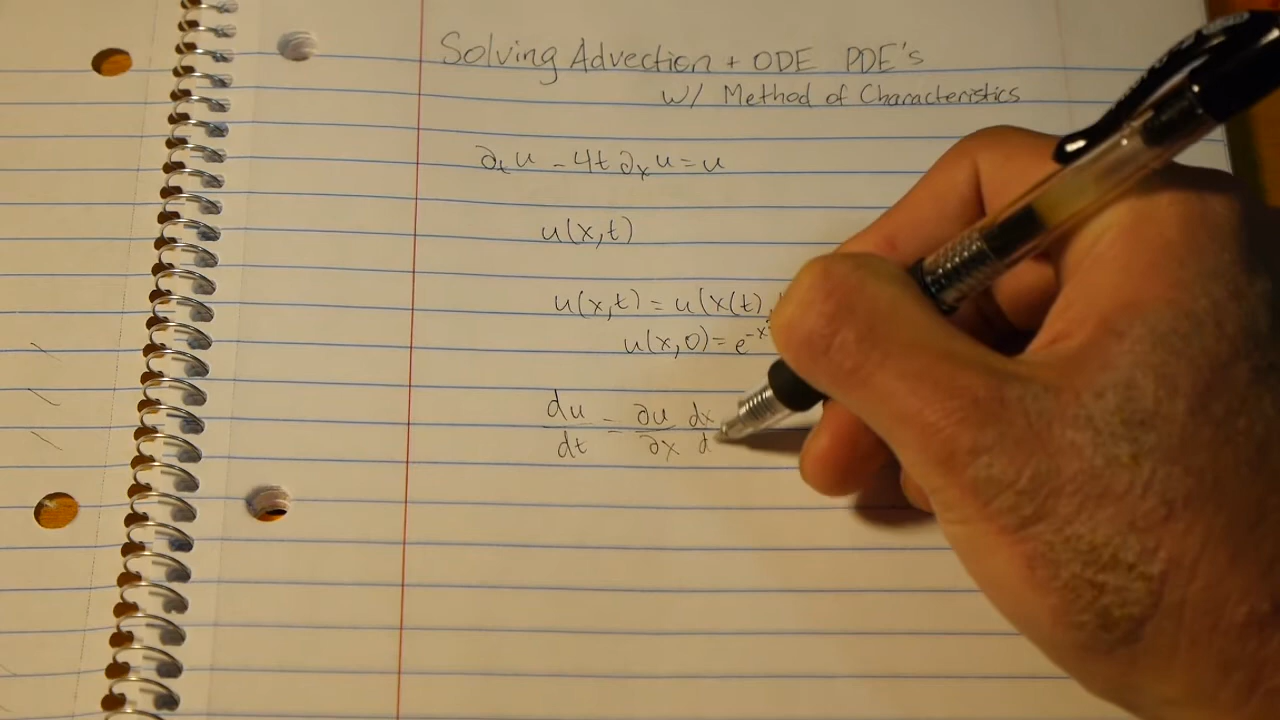 Solving Advection + ODE PDE's
w/ Method of Characteristics
∂ₜu - 4t ∂ₓu = u
u(x,t)
u(x,t) = u(x(t),
u(x,0) = e^-x
du/dt = ∂u/∂x dx/d